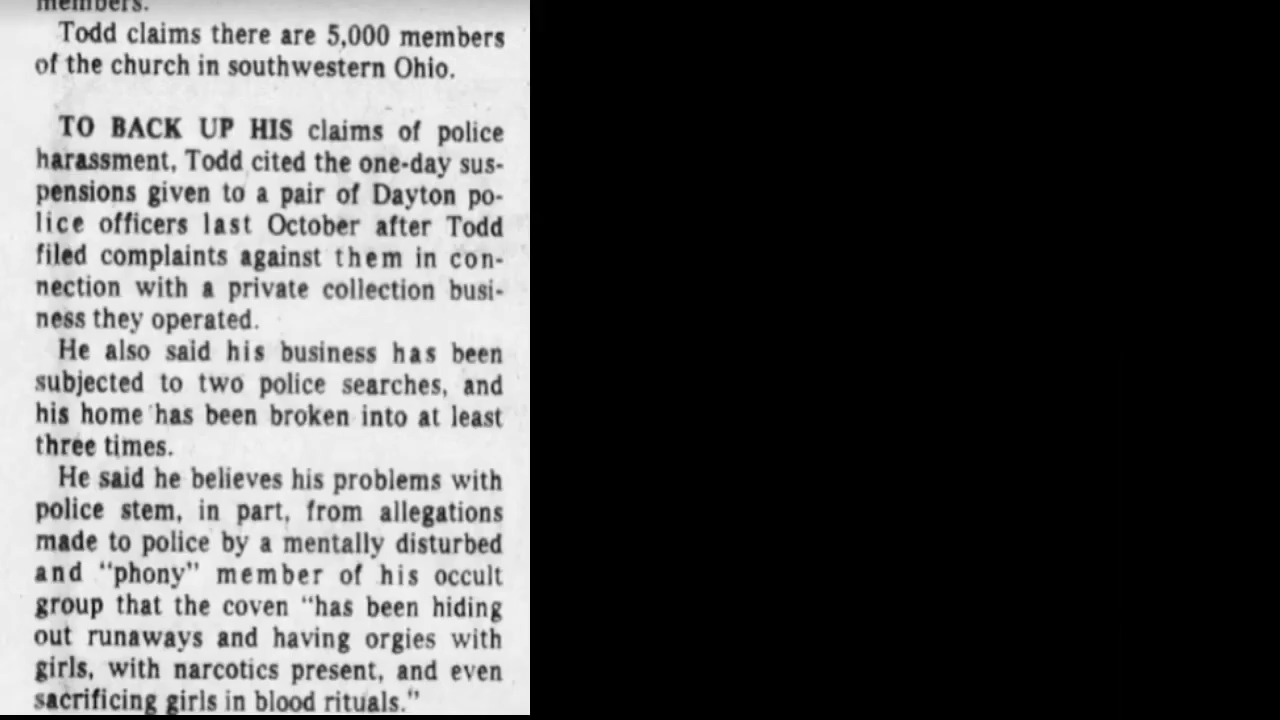 members.
Todd claims there are 5,000 members
of the church in southwestern Ohio.
TO BACK UP HIS claims of police
harassment, Todd cited the one-day sus-
pensions given to a pair of Dayton po-
lice officers last October after Todd
filed complaints against them in con-
nection with a private collection busi-
ness they operated.
He also said his business has been
subjected to two police searches, and
his home has been broken into at least
three times.
He said he believes his problems with
police stem, in part, from allegations
made to police by a mentally disturbed
and “phony” member of his occult
group that the coven “has been hiding
out runaways and having orgies with
girls, with narcotics present, and even
sacrificing girls in blood rituals.”